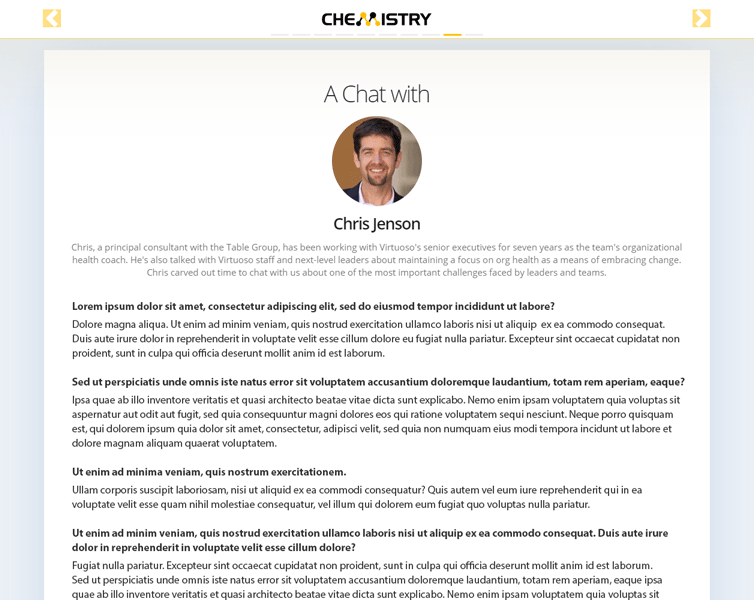 CHEMISTRY
A Chat with
Chris Jenson
Chris, a principal consultant with the Table Group, has been working with Virtuoso's senior executives for seven years as the team's organizational
health coach. He's also talked with Virtuoso staff and next-level leaders about maintaining a focus on org health as a means of embracing change.
Chris carved out time to chat with us about one of the most important challenges faced by leaders and teams.
Lorem ipsum dolor sit amet, consectetur adipiscing elit, sed do eiusmod tempor incididunt ut labore?
Dolore magna aliqua. Ut enim ad minim veniam, quis nostrud exercitation ullamco laboris nisi ut aliquip ex ea commodo consequat.
Duis aute irure dolor in reprehenderit in voluptate velit esse cillum dolore eu fugiat nulla pariatur. Excepteur sint occaecat cupidatat non
proident, sunt in culpa qui officia deserunt mollit anim id est laborum.
Sed ut perspiciatis unde omnis iste natus error sit voluptatem accusantium doloremque laudantium, totam rem aperiam, eaque?
Ipsa quae ab illo inventore veritatis et quasi architecto beatae vitae dicta sunt explicabo. Nemo enim ipsam voluptatem quia voluptas sit
aspernatur aut odit aut fugit, sed quia consequuntur magni dolores eos qui ratione voluptatem sequi nesciunt. Neque porro quisquam
est, qui dolorem ipsum quia dolor sit amet, consectetur, adipisci velit, sed quia non numquam eius modi tempora incidunt ut labore et
dolore magnam aliquam quaerat voluptatem.
Ut enim ad minima veniam, quis nostrum exercitationem.
Ullam corporis suscipit laboriosam, nisi ut aliquid ex ea commodi consequatur? Quis autem vel eum iure reprehenderit qui in ea
voluptate velit esse quam nihil molestiae consequatur, vel illum qui dolorem eum fugiat quo voluptas nulla pariatur.
Ut enim ad minim veniam, quis nostrud exercitation ullamco laboris nisi ut aliquip ex ea commodo consequat. Duis aute irure
dolor in reprehenderit in voluptate velit esse cillum dolore?
Fugiat nulla pariatur. Excepteur sint occaecat cupidatat non proident, sunt in culpa qui officia deserunt mollit anim id est laborum.
Sed ut perspiciatis unde omnis iste natus error sit voluptatem accusantium doloremque laudantium, totam rem aperiam, eaque ipsa
quae ab illo inventore veritatis et quasi architecto beatae vitae dicta sunt explicabo. Nemo enim ipsam voluptatem quia voluptas sit